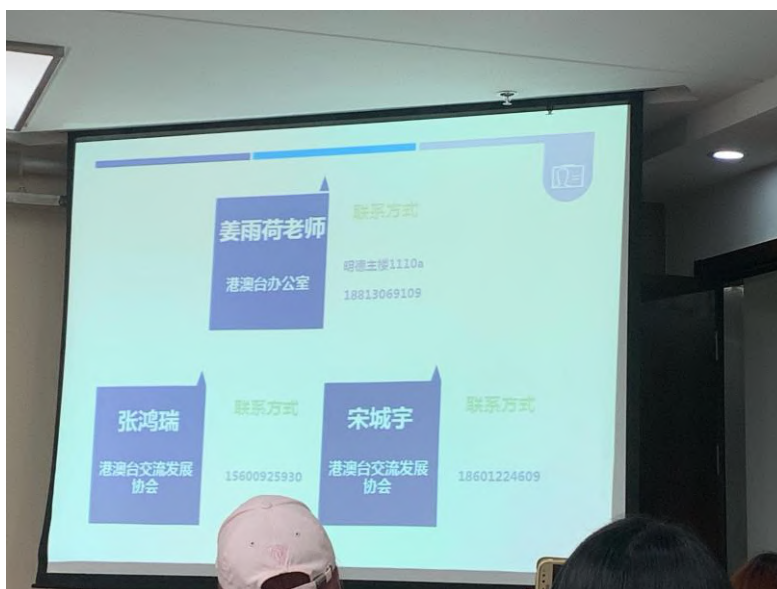 姜雨荷老师
港澳台办公室
联系方式
明德主楼1110a
18813069109
张鸿瑞
港澳台交流发展
协会
联系方式
15600925930
宋城宇
港澳台交流发展
协会
联系方式
18601224609